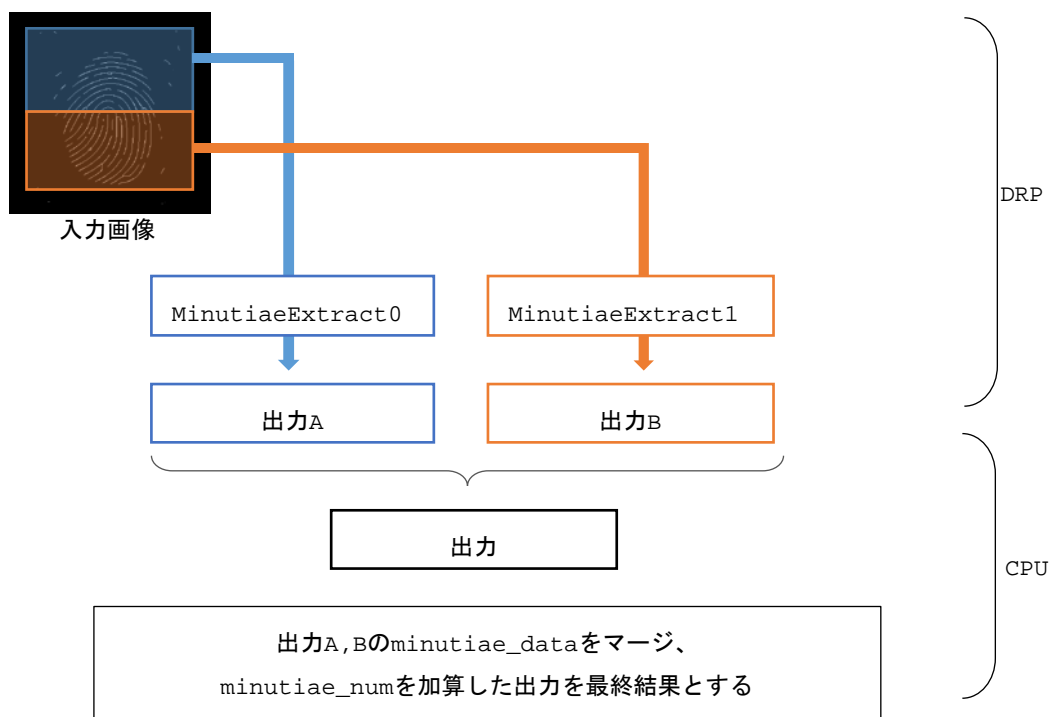 入力画像
DRP
MinutiaeExtract0
MinutiaeExtract1
出力A
出力B
出力
CPU
出力A,Bのminutiae_dataをマージ、
minutiae_numを加算した出力を最終結果とする